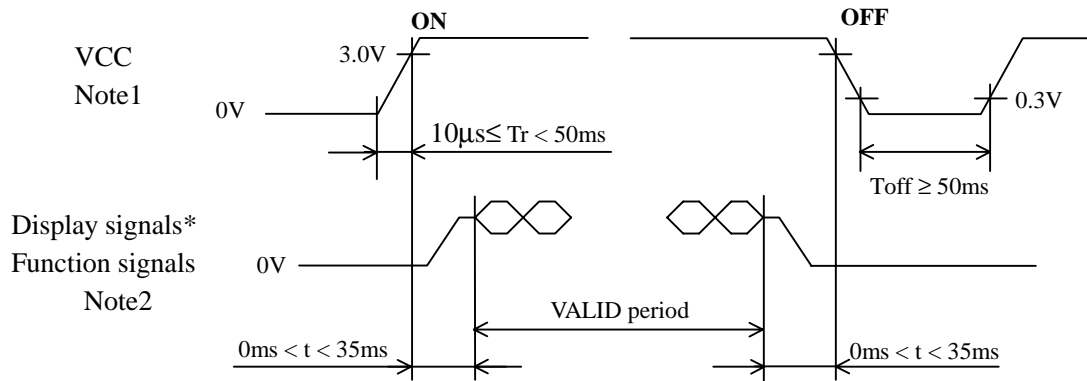 ON
OFF
VCC
Note1
3.0V
0V
0.3V
10μs≤ Tr < 50ms
Toff ≥ 50ms
Display signals*
Function signals
Note2
0V
VALID period
0ms < t < 35ms
0ms < t < 35ms